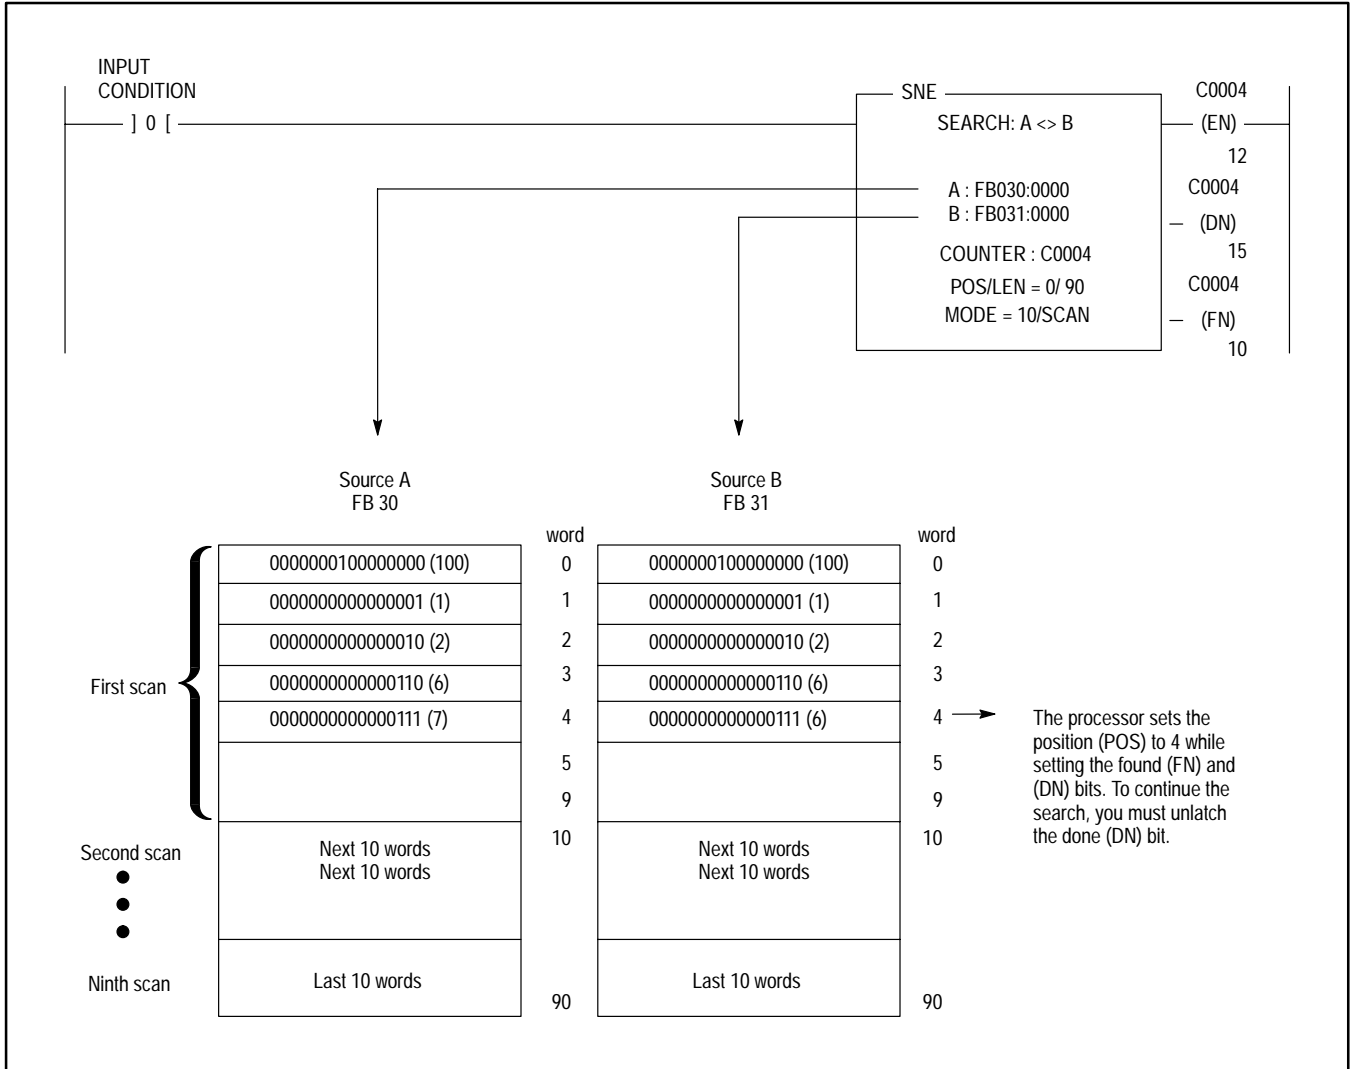 INPUT
CONDITION
] 0 [
SNE
SEARCH: A <> B
A : FB030:0000
B : FB031:0000
COUNTER : C0004
POS/LEN = 0/ 90
MODE = 10/SCAN
C0004
(EN)
12
C0004
(DN)
15
C0004
(FN)
10
Source A
FB 30
Source B
FB 31
word
word
0000000100000000 (100)
0
0000000100000000 (100)
0
0000000000000001 (1)
1
0000000000000001 (1)
1
0000000000000010 (2)
2
0000000000000010 (2)
2
First scan
0000000000000110 (6)
3
0000000000000110 (6)
3
0000000000000111 (7)
4
0000000000000111 (6)
4
5
5
9
9
The processor sets the
position (POS) to 4 while
setting the found (FN) and
(DN) bits. To continue the
search, you must unlatch
the done (DN) bit.
Second scan
Next 10 words
Next 10 words
10
Next 10 words
Next 10 words
10
Ninth scan
Last 10 words
90
Last 10 words
90